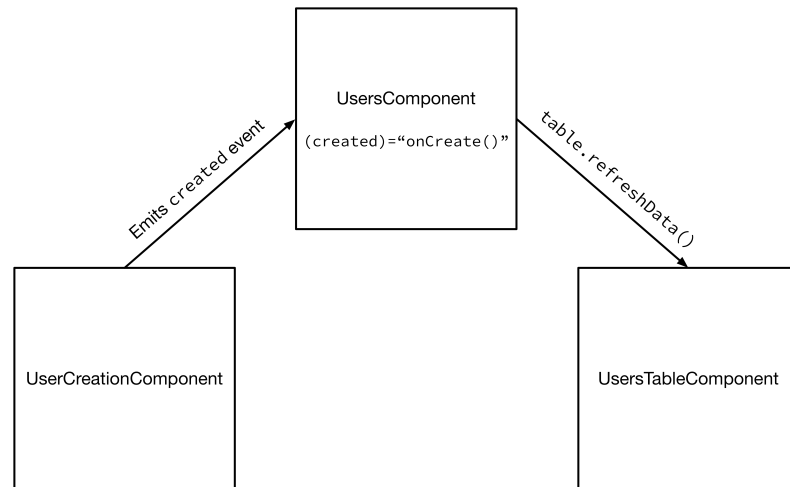 UsersComponent
(created)=“onCreate()”
Emits created event
table.refreshData()
UserCreationComponent
UsersTableComponent